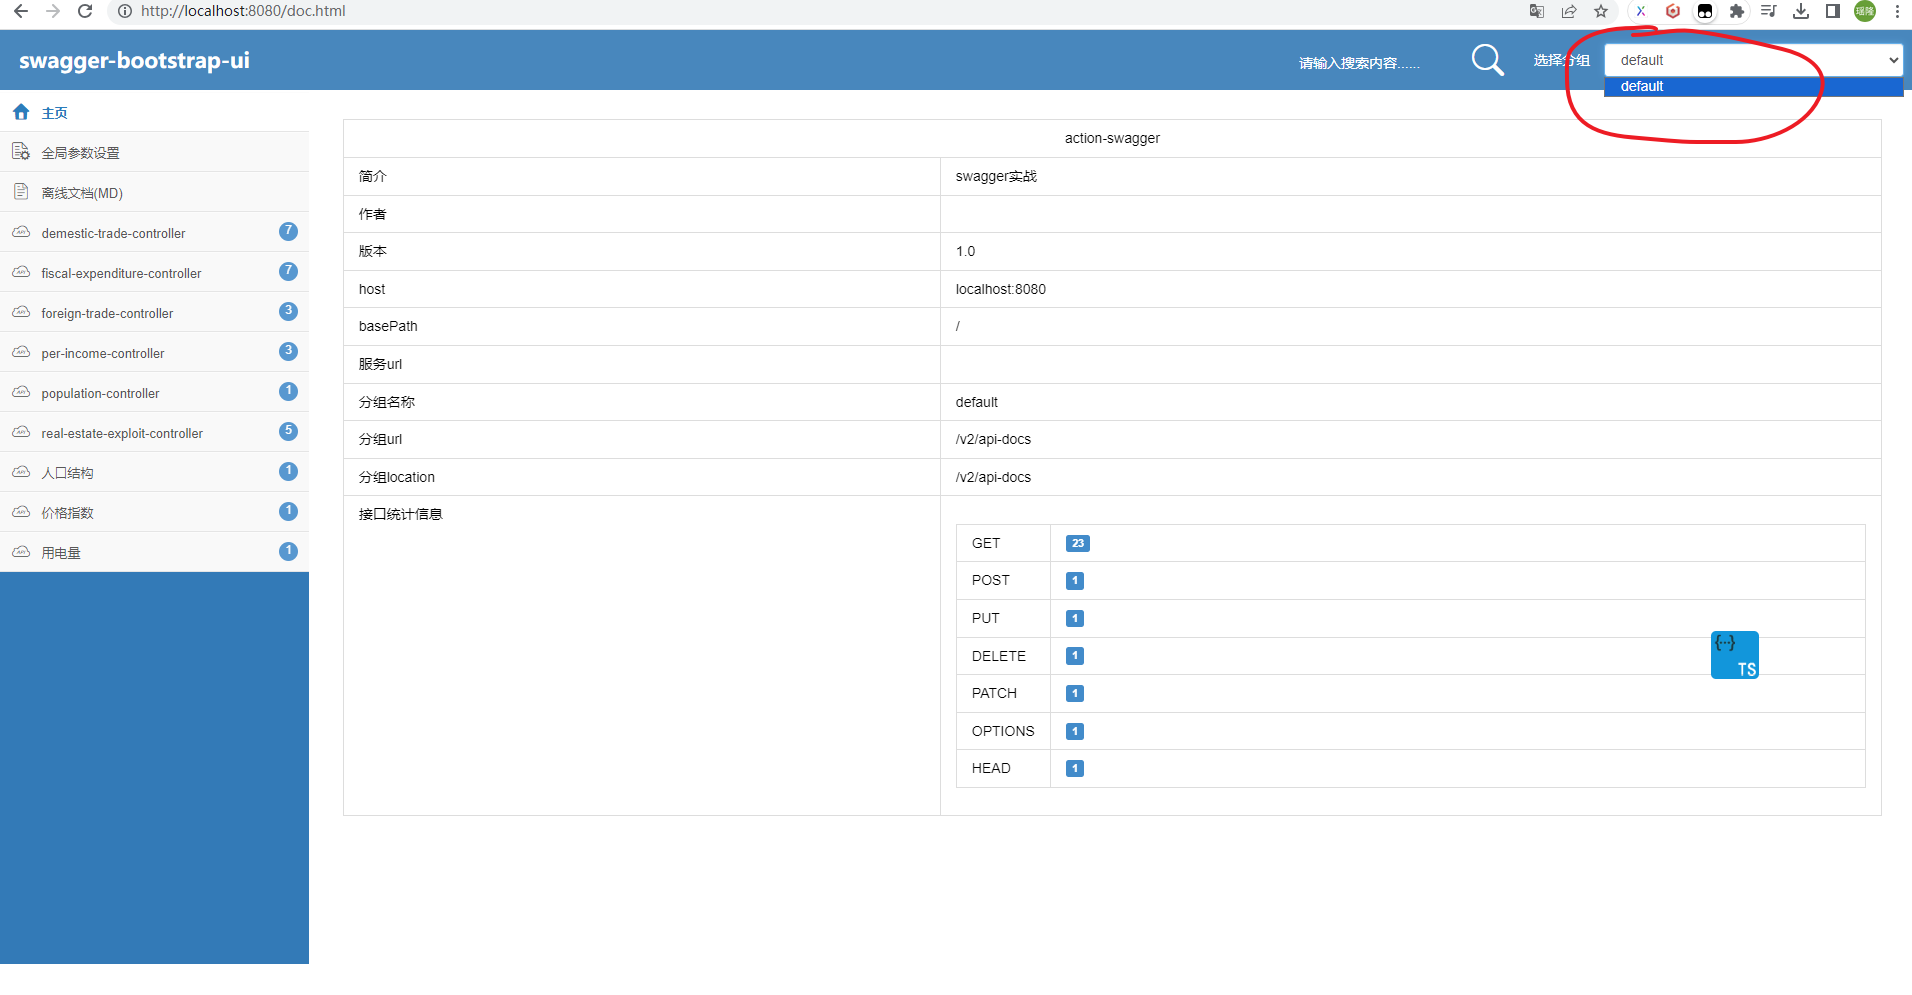 http://localhost:8080/doc.html
瑶隆
swagger-bootstrap-ui
请输入搜索内容......
选择分组
default
default
主页
全局参数设置
离线文档(MD)
demestic-trade-controller 7
fiscal-expenditure-controller 7
foreign-trade-controller 3
per-income-controller 3
population-controller 1
real-estate-exploit-controller 5
人口结构 1
价格指数 1
用电量 1
action-swagger
简介 swagger实战
作者
版本 1.0
host localhost:8080
basePath /
服务url
分组名称 default
分组url /v2/api-docs
分组location /v2/api-docs
接口统计信息
GET 23
POST 1
PUT 1
DELETE 1
PATCH 1
OPTIONS 1
HEAD 1
{···}
TS